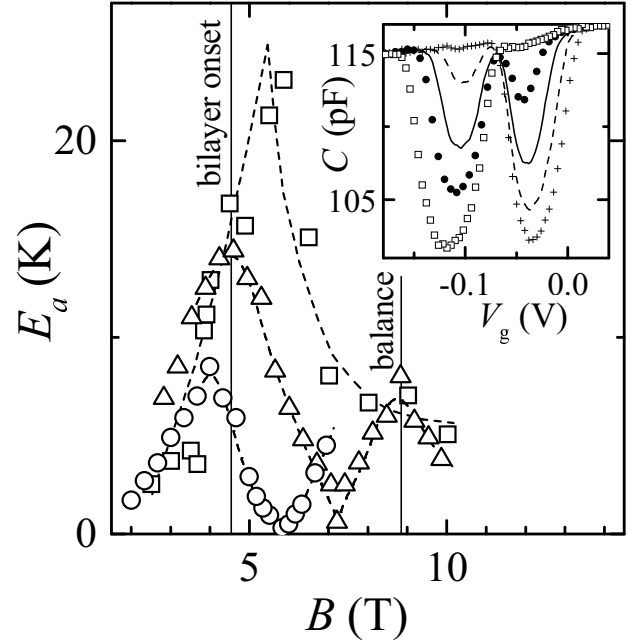 E_a (K)
20
0
5
10
B (T)
bilayer onset
balance
C (pF)
115
105
-0.1
0.0
V_g (V)